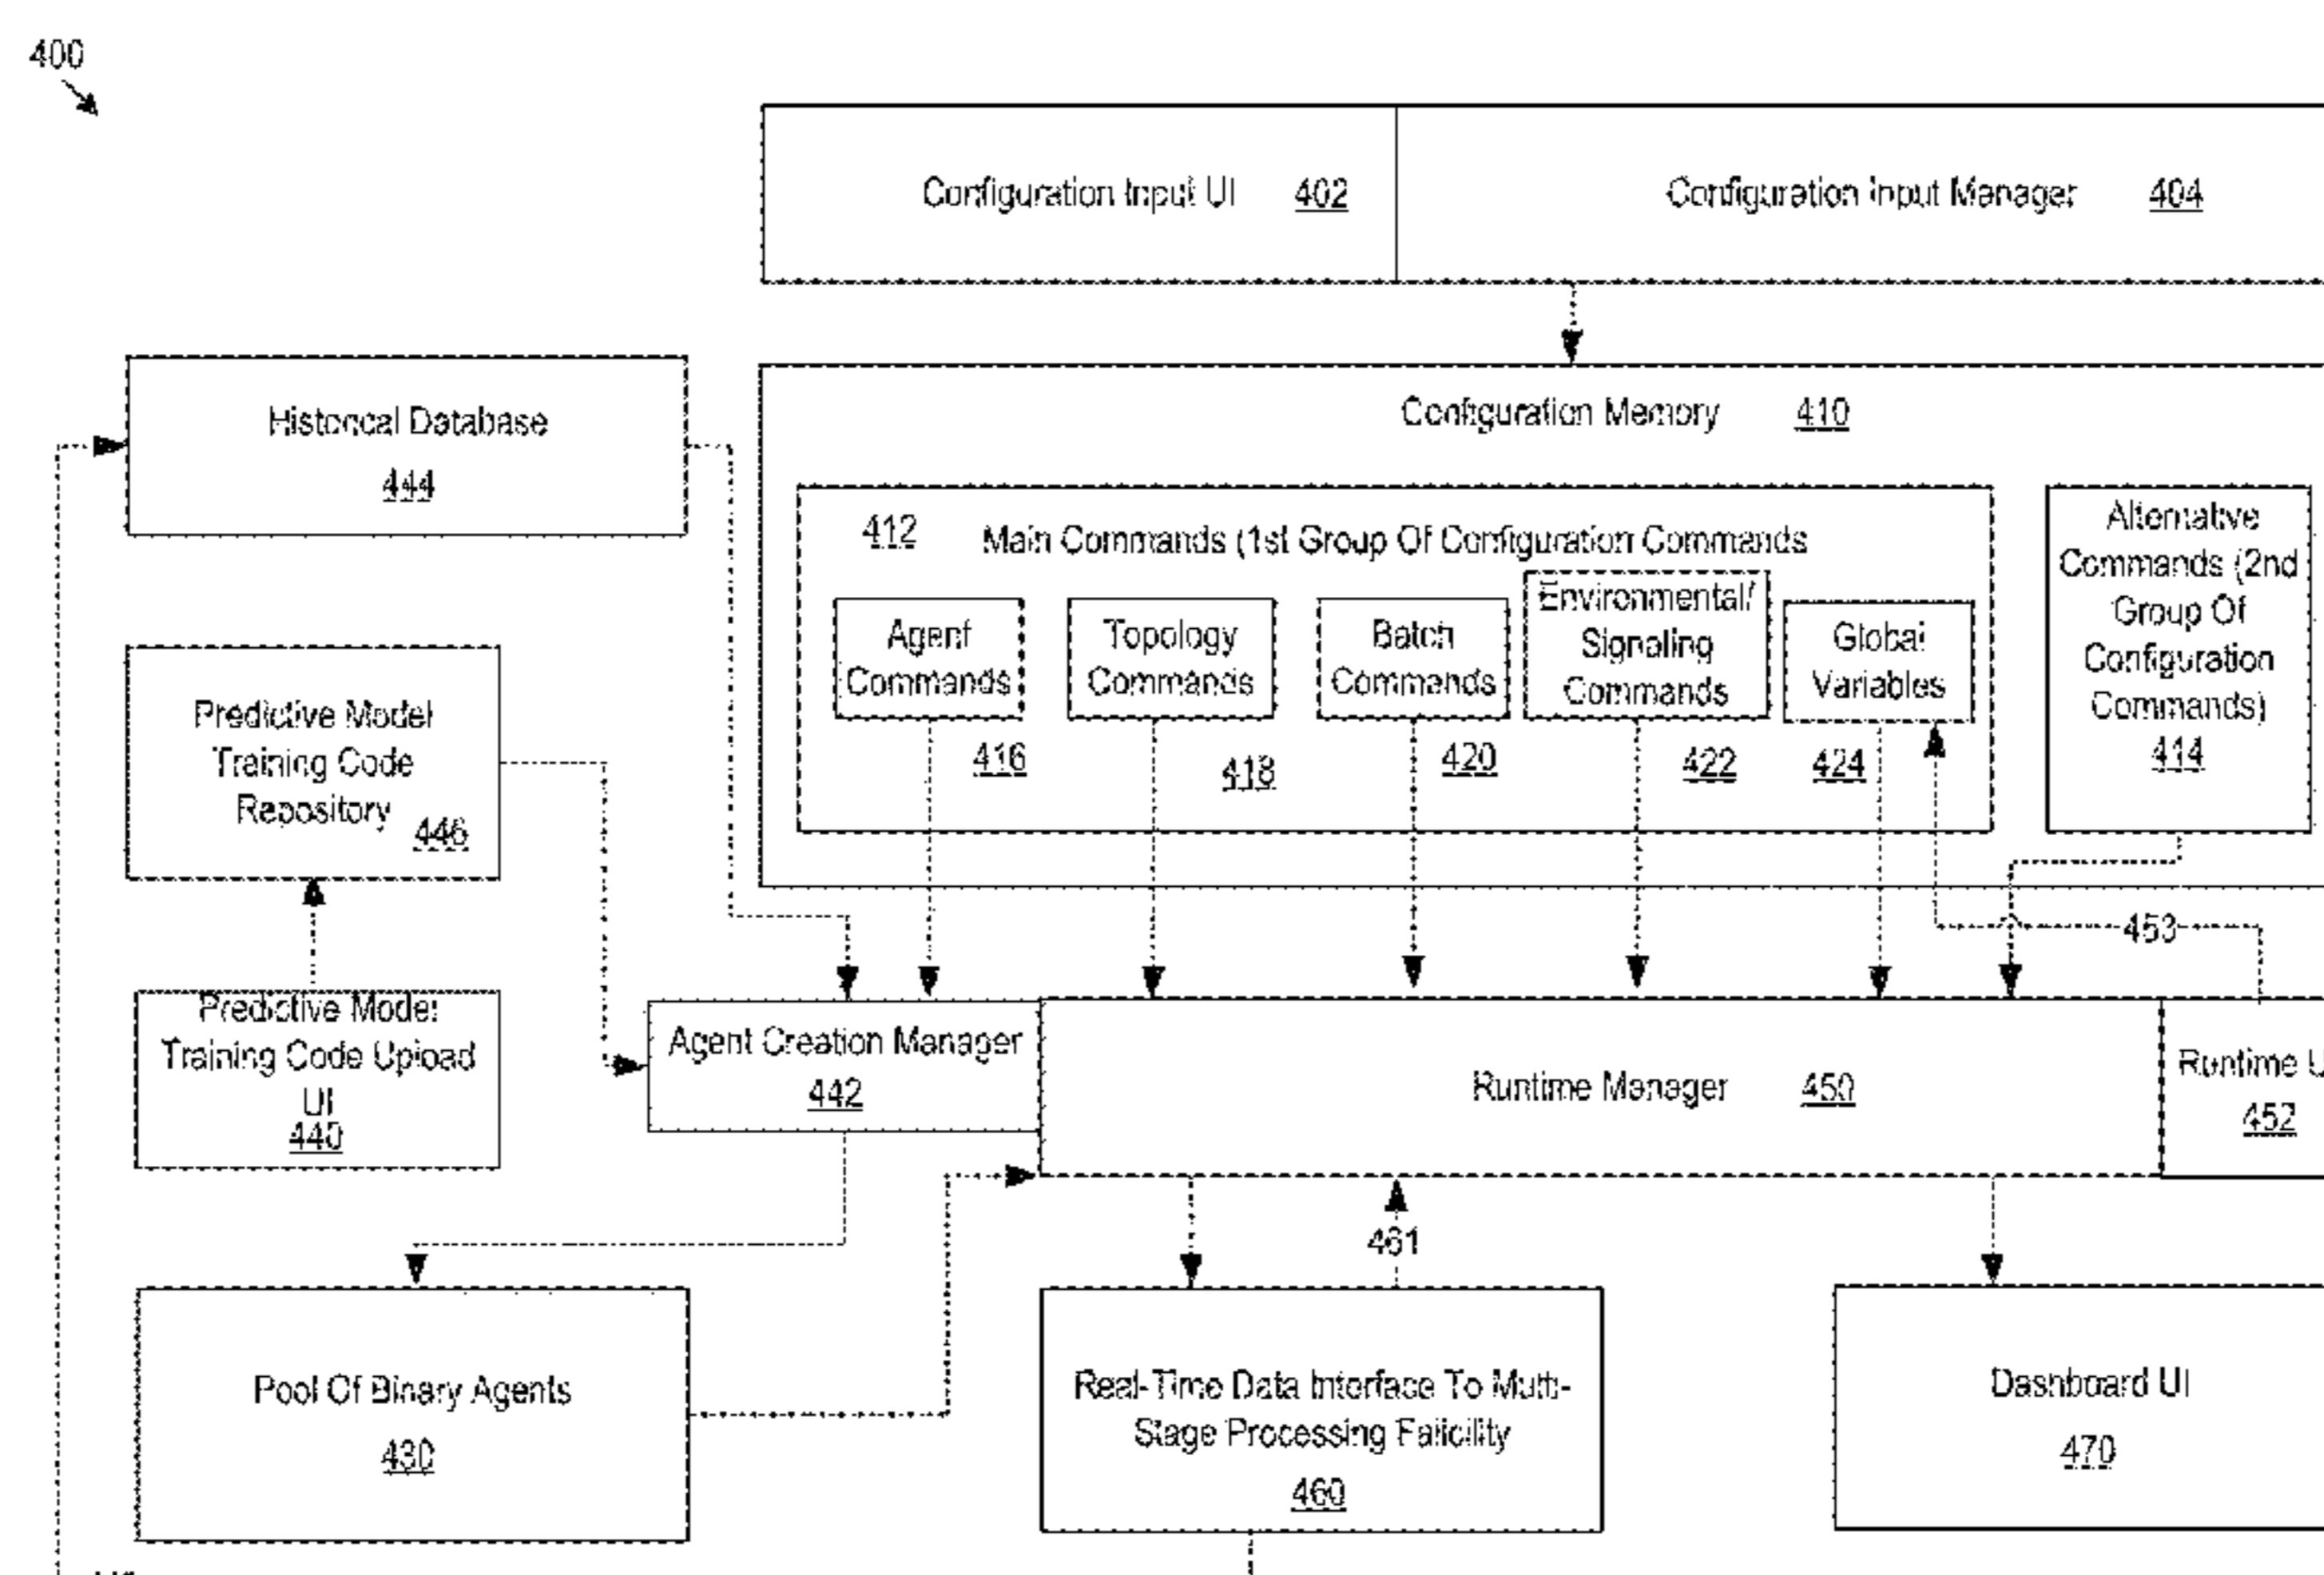 400
Configuration Input UI 402
Configuration Input Manager 404
Historical Database
444
Configuration Memory 410
412 Main Commands (1st Group Of Configuration Commands
Agent
Commands
416
Topology
Commands
418
Batch
Commands
420
Environmental/
Signaling
Commands
422
Global
Variables
424
Alternative
Commands (2nd
Group Of
Configuration
Commands)
414
Predictive Model
Training Code
Repository
446
453
Predictive Model
Training Code Upload
UI
440
Agent Creation Manager
442
Runtime Manager 450
Runtime U
452
461
Pool Of Binary Agents
430
Real-Time Data Interface To Multi-
Stage Processing Failcility
460
Dashboard UI
470